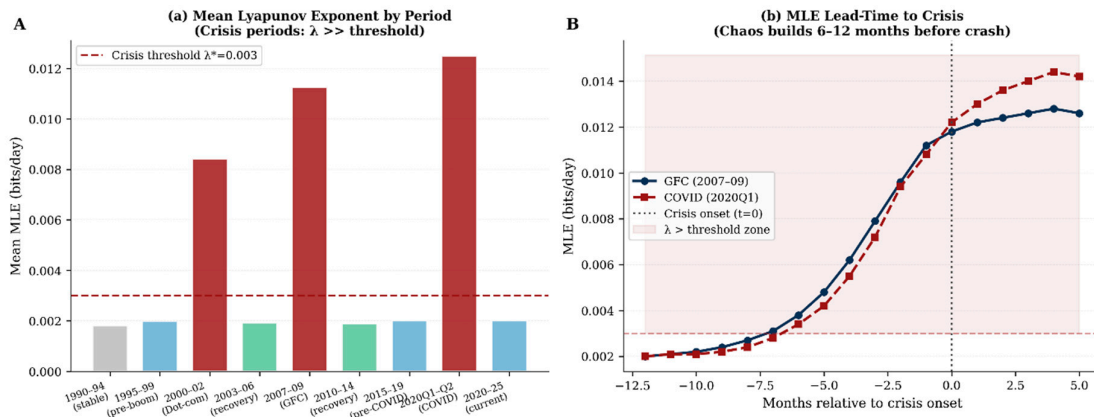 A
(a) Mean Lyapunov Exponent by Period
(Crisis periods: λ >> threshold)
Crisis threshold λ*=0.003
Mean MLE (bits/day)
0.012
0.010
0.008
0.006
0.004
0.002
0.000
1990–94
(stable)
1995–99
(pre-boom)
2000–02
(Dot-com)
2003–06
(recovery)
2007–09
(GFC)
2010–14
(recovery)
2015–19
(pre-COVID)
2020Q1–Q2
(COVID)
2020–25
(current)
B
(b) MLE Lead-Time to Crisis
(Chaos builds 6–12 months before crash)
MLE (bits/day)
0.014
0.012
0.010
0.008
0.006
0.004
0.002
GFC (2007–09)
COVID (2020Q1)
Crisis onset (t=0)
λ > threshold zone
−12.5 −10.0 −7.5 −5.0 −2.5 0.0 2.5 5.0
Months relative to crisis onset